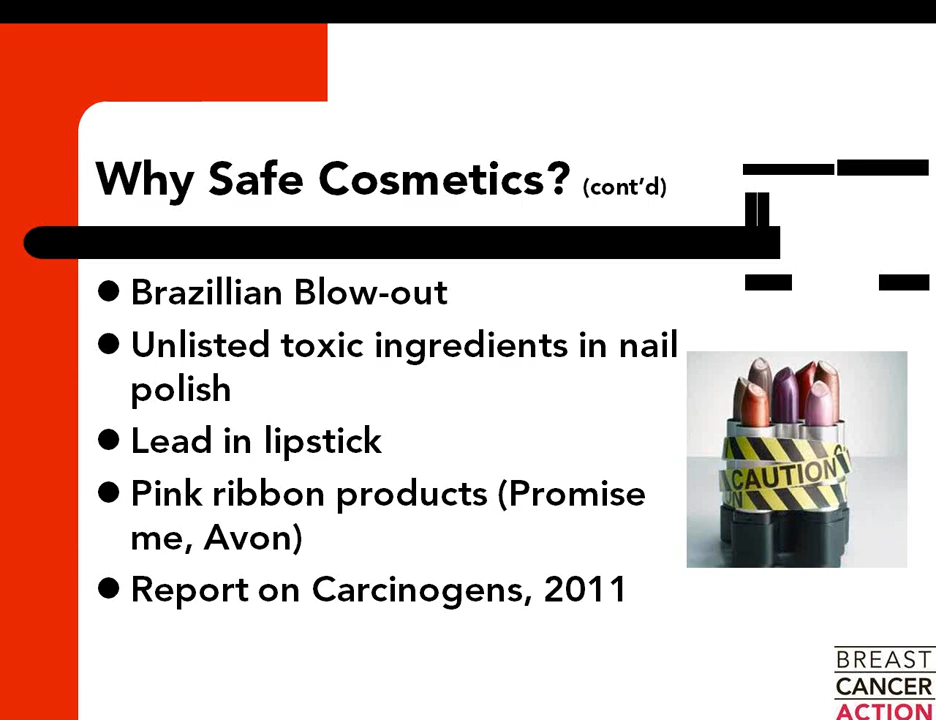 Why Safe Cosmetics? (cont’d)
Brazillian Blow-out
Unlisted toxic ingredients in nail
polish
Lead in lipstick
Pink ribbon products (Promise
me, Avon)
Report on Carcinogens, 2011
CAUTION
ON
BREAST
CANCER
ACTION